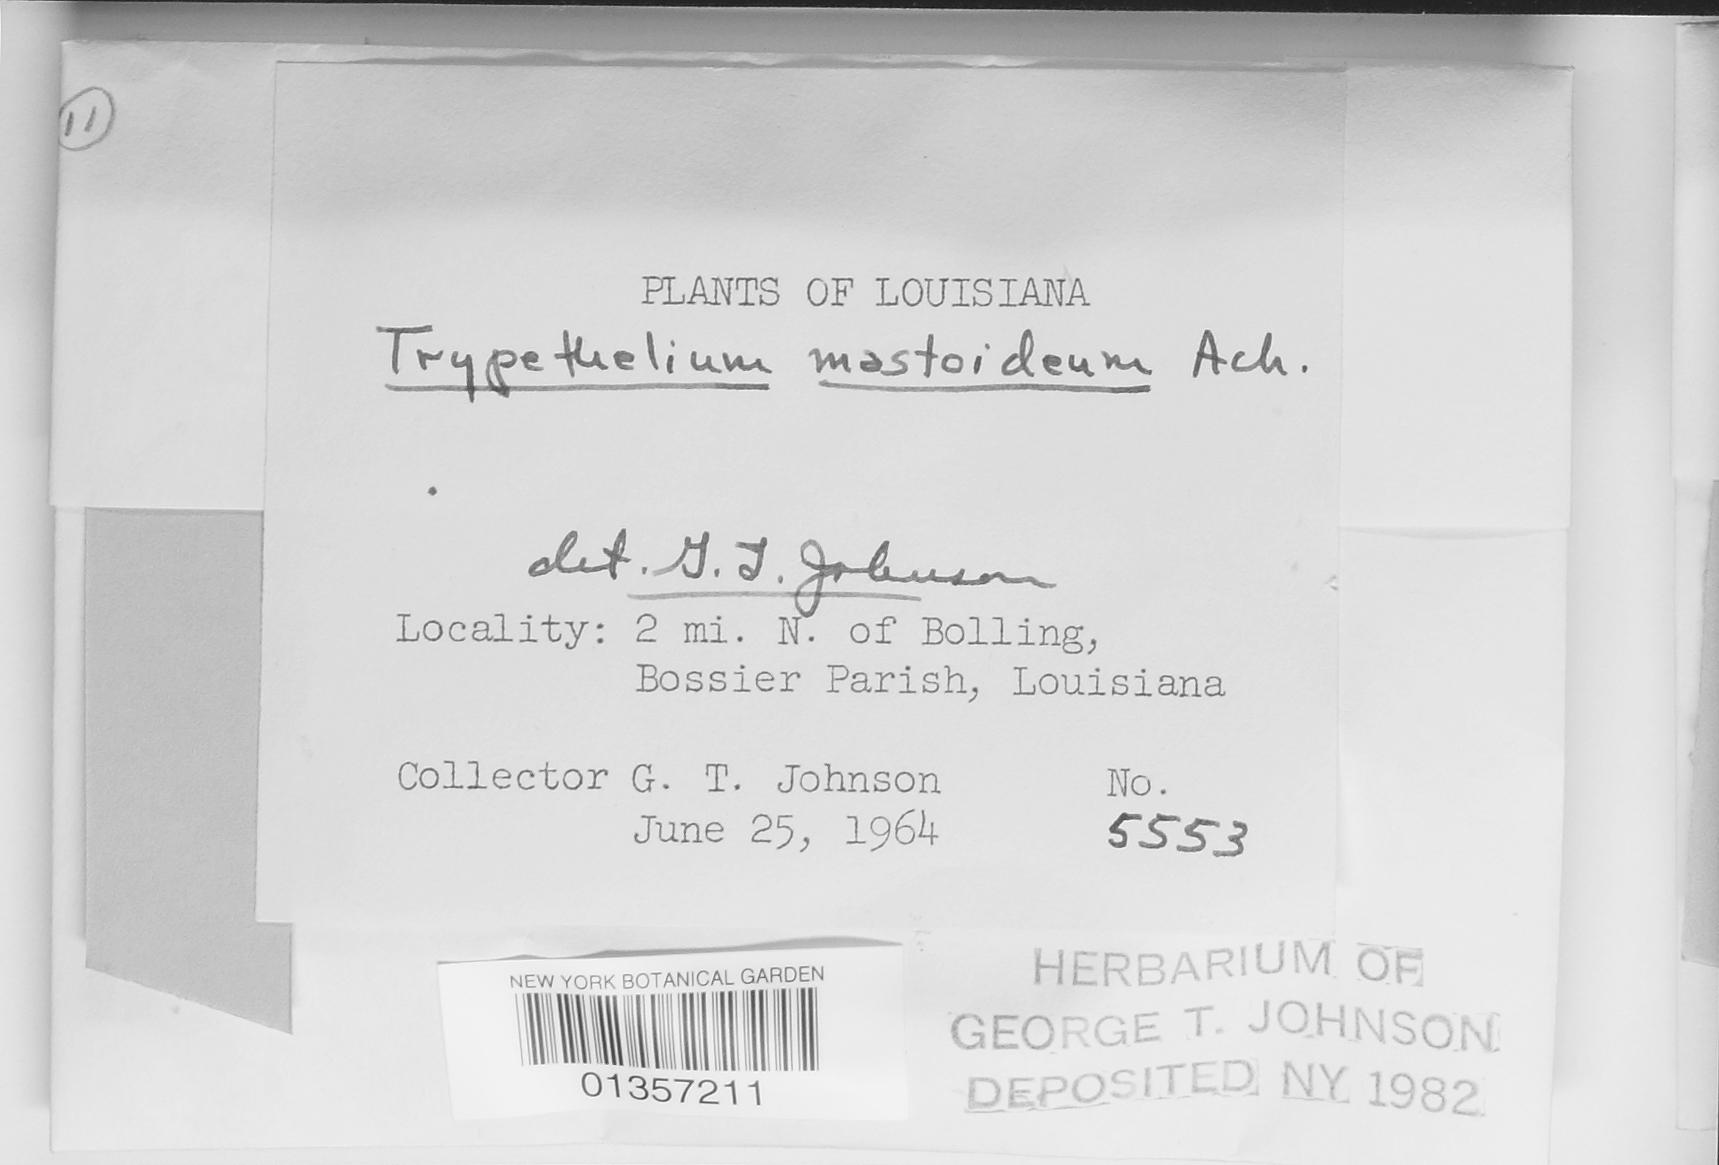 11
PLANTS OF LOUISIANA
Trypethelium mastoideum Ach.
det. G. T. Johnson
Locality: 2 mi. N. of Bolling,
Bossier Parish, Louisiana
Collector G. T. Johnson No.
June 25, 1964 5553
NEW YORK BOTANICAL GARDEN
01357211
HERBARIUM OF
GEORGE T. JOHNSON
DEPOSITED NY 1982